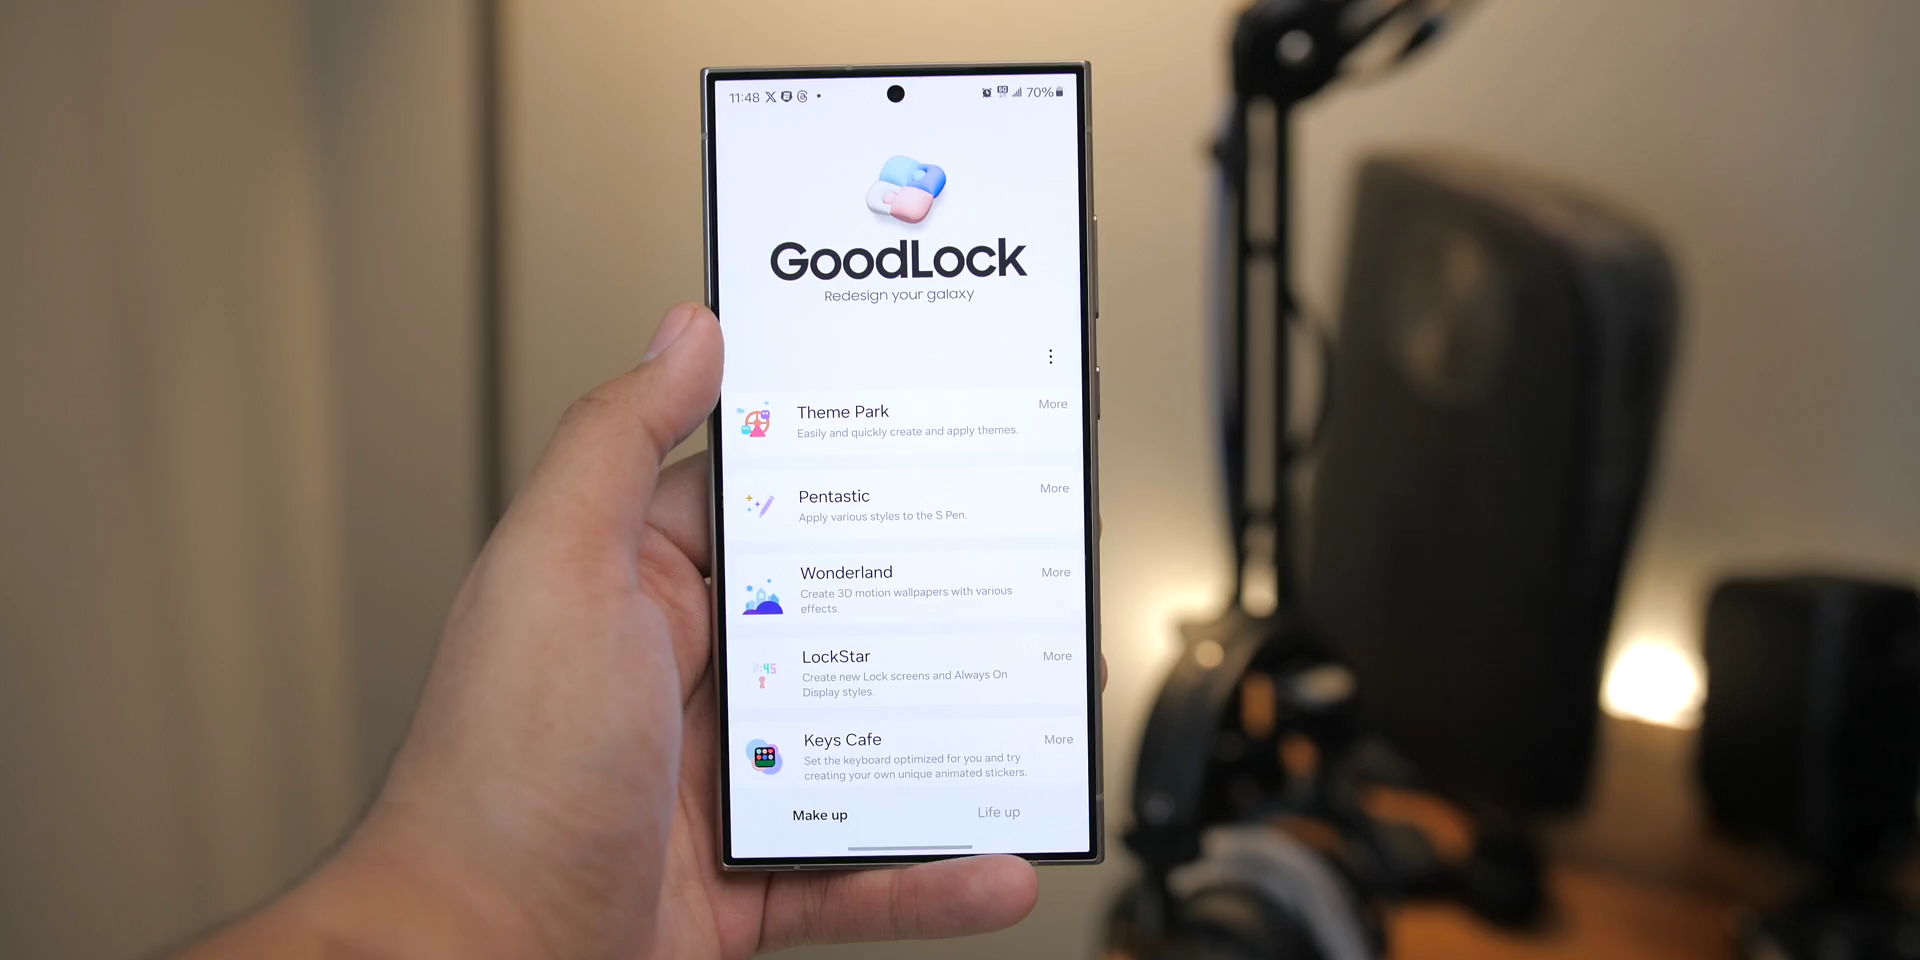 11:48
5G
70%
GoodLock
Redesign your galaxy
Theme Park
More
Easily and quickly create and apply themes.
Pentastic
More
Apply various styles to the S Pen.
Wonderland
More
Create 3D motion wallpapers with various
effects.
LockStar
More
Create new Lock screens and Always On
Display styles.
Keys Cafe
More
Set the keyboard optimized for you and try
creating your own unique animated stickers.
Make up
Life up